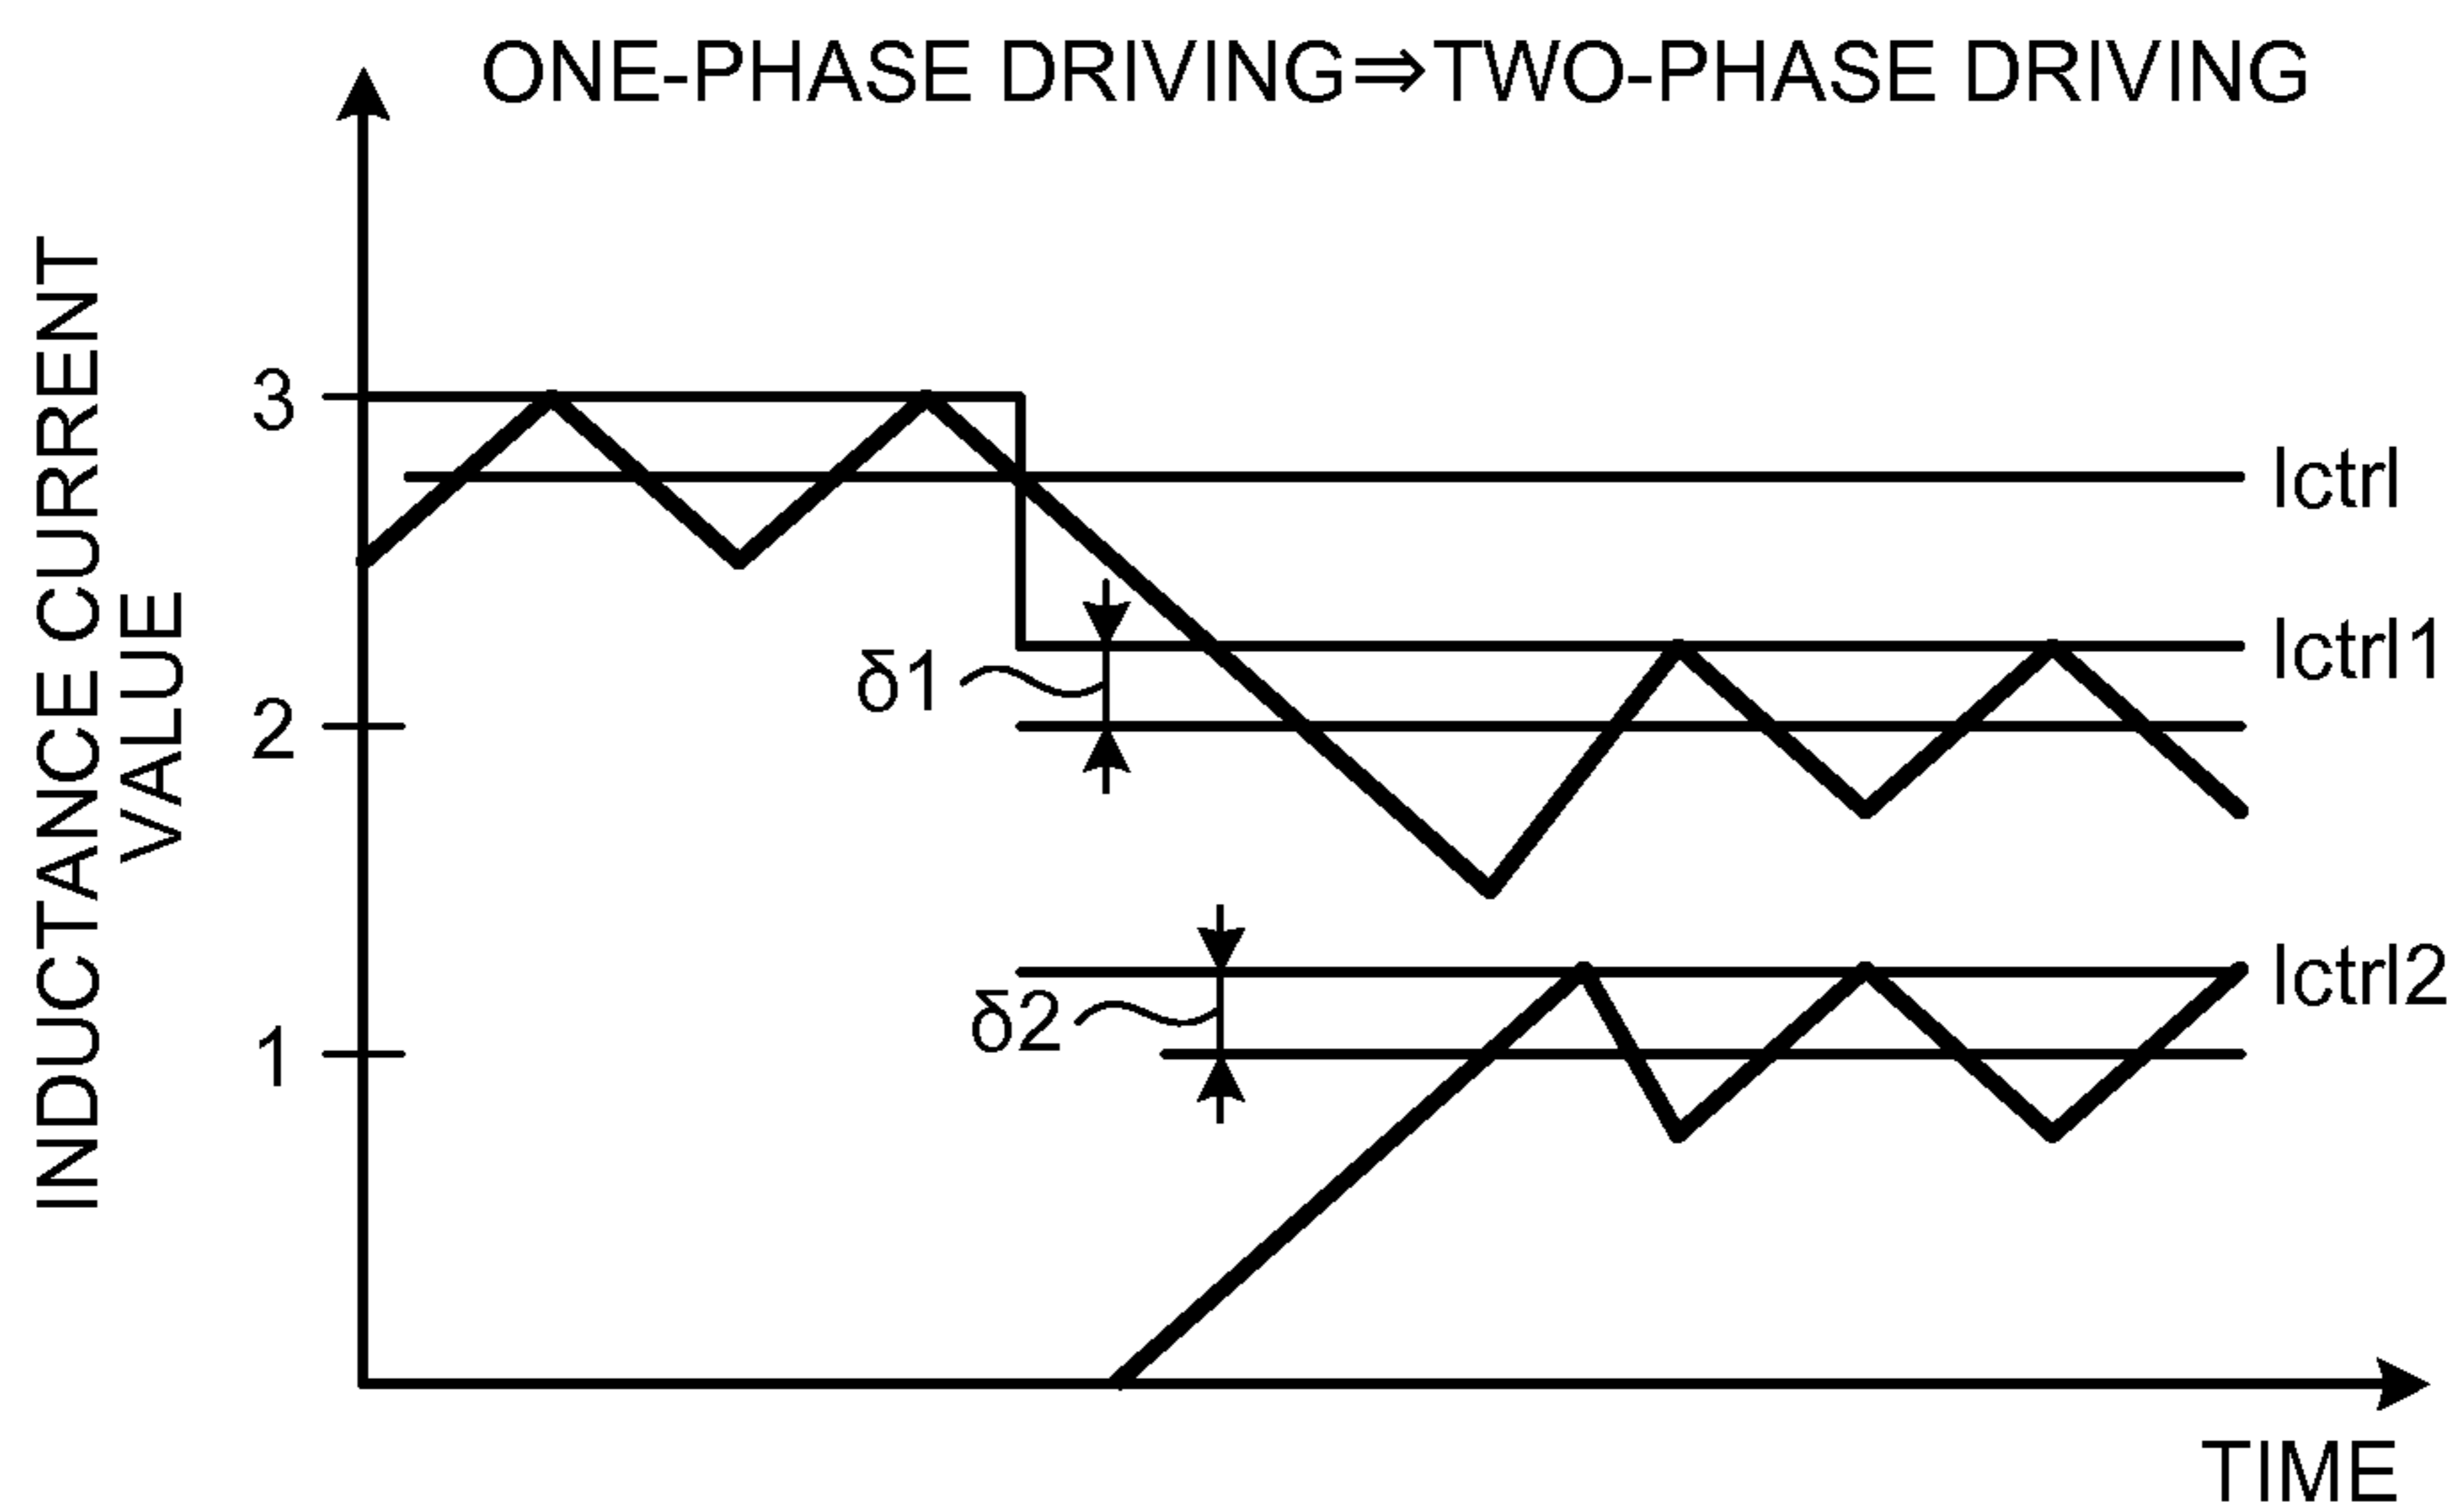 ONE-PHASE DRIVING⇒TWO-PHASE DRIVING
INDUCTANCE CURRENT
VALUE
3
Ictrl
Ictrl1
δ1
2
Ictrl2
δ2
1
TIME